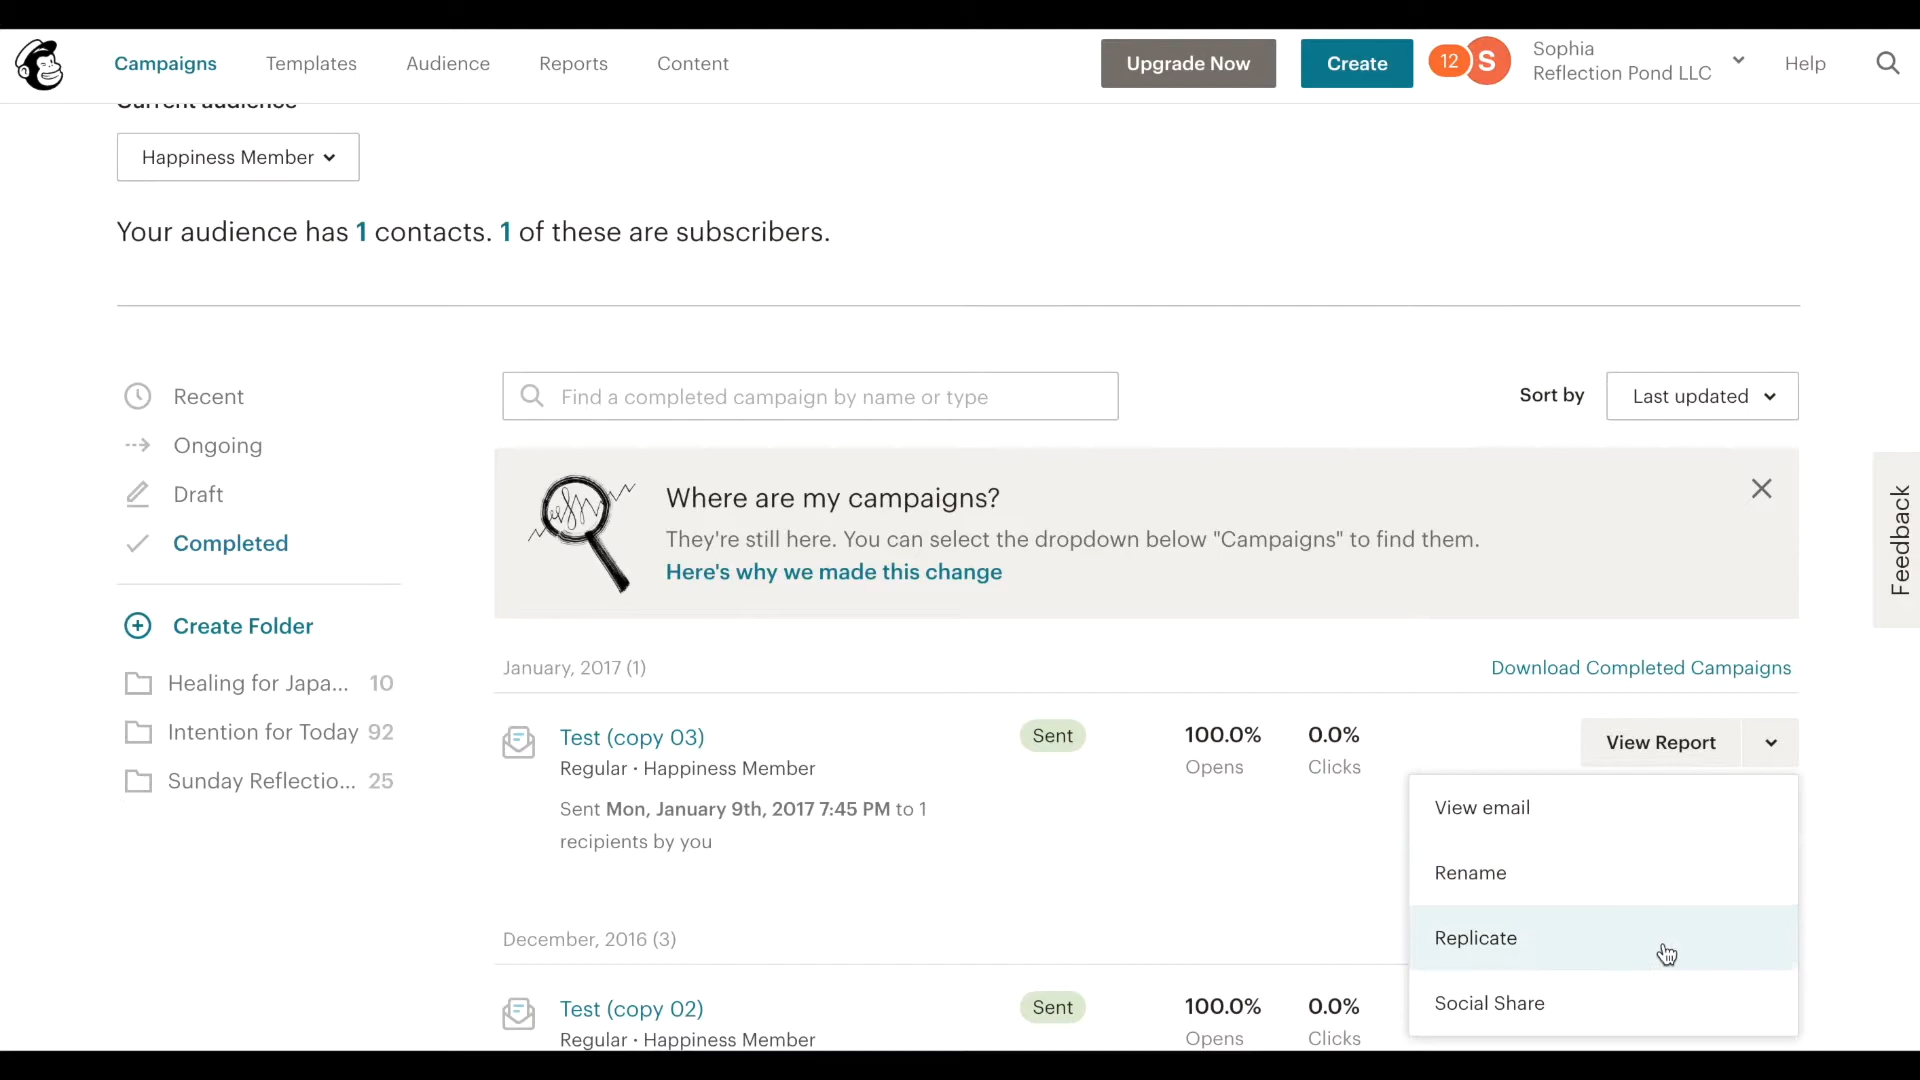 Campaigns
Templates
Audience
Reports
Content
Upgrade Now
Create
12
S
Sophia
Reflection Pond LLC
Help
Current audience
Happiness Member
Your audience has 1 contacts. 1 of these are subscribers.
Recent
Ongoing
Draft
Completed
Create Folder
Healing for Japa... 10
Intention for Today 92
Sunday Reflectio... 25
Find a completed campaign by name or type
Sort by
Last updated
Where are my campaigns?
They're still here. You can select the dropdown below "Campaigns" to find them.
Here's why we made this change
Feedback
January, 2017 (1)
Download Completed Campaigns
Test (copy 03)
Regular · Happiness Member
Sent Mon, January 9th, 2017 7:45 PM to 1
recipients by you
Sent
100.0%
Opens
0.0%
Clicks
View Report
View email
Rename
Replicate
Social Share
December, 2016 (3)
Test (copy 02)
Regular · Happiness Member
Sent
100.0%
Opens
0.0%
Clicks